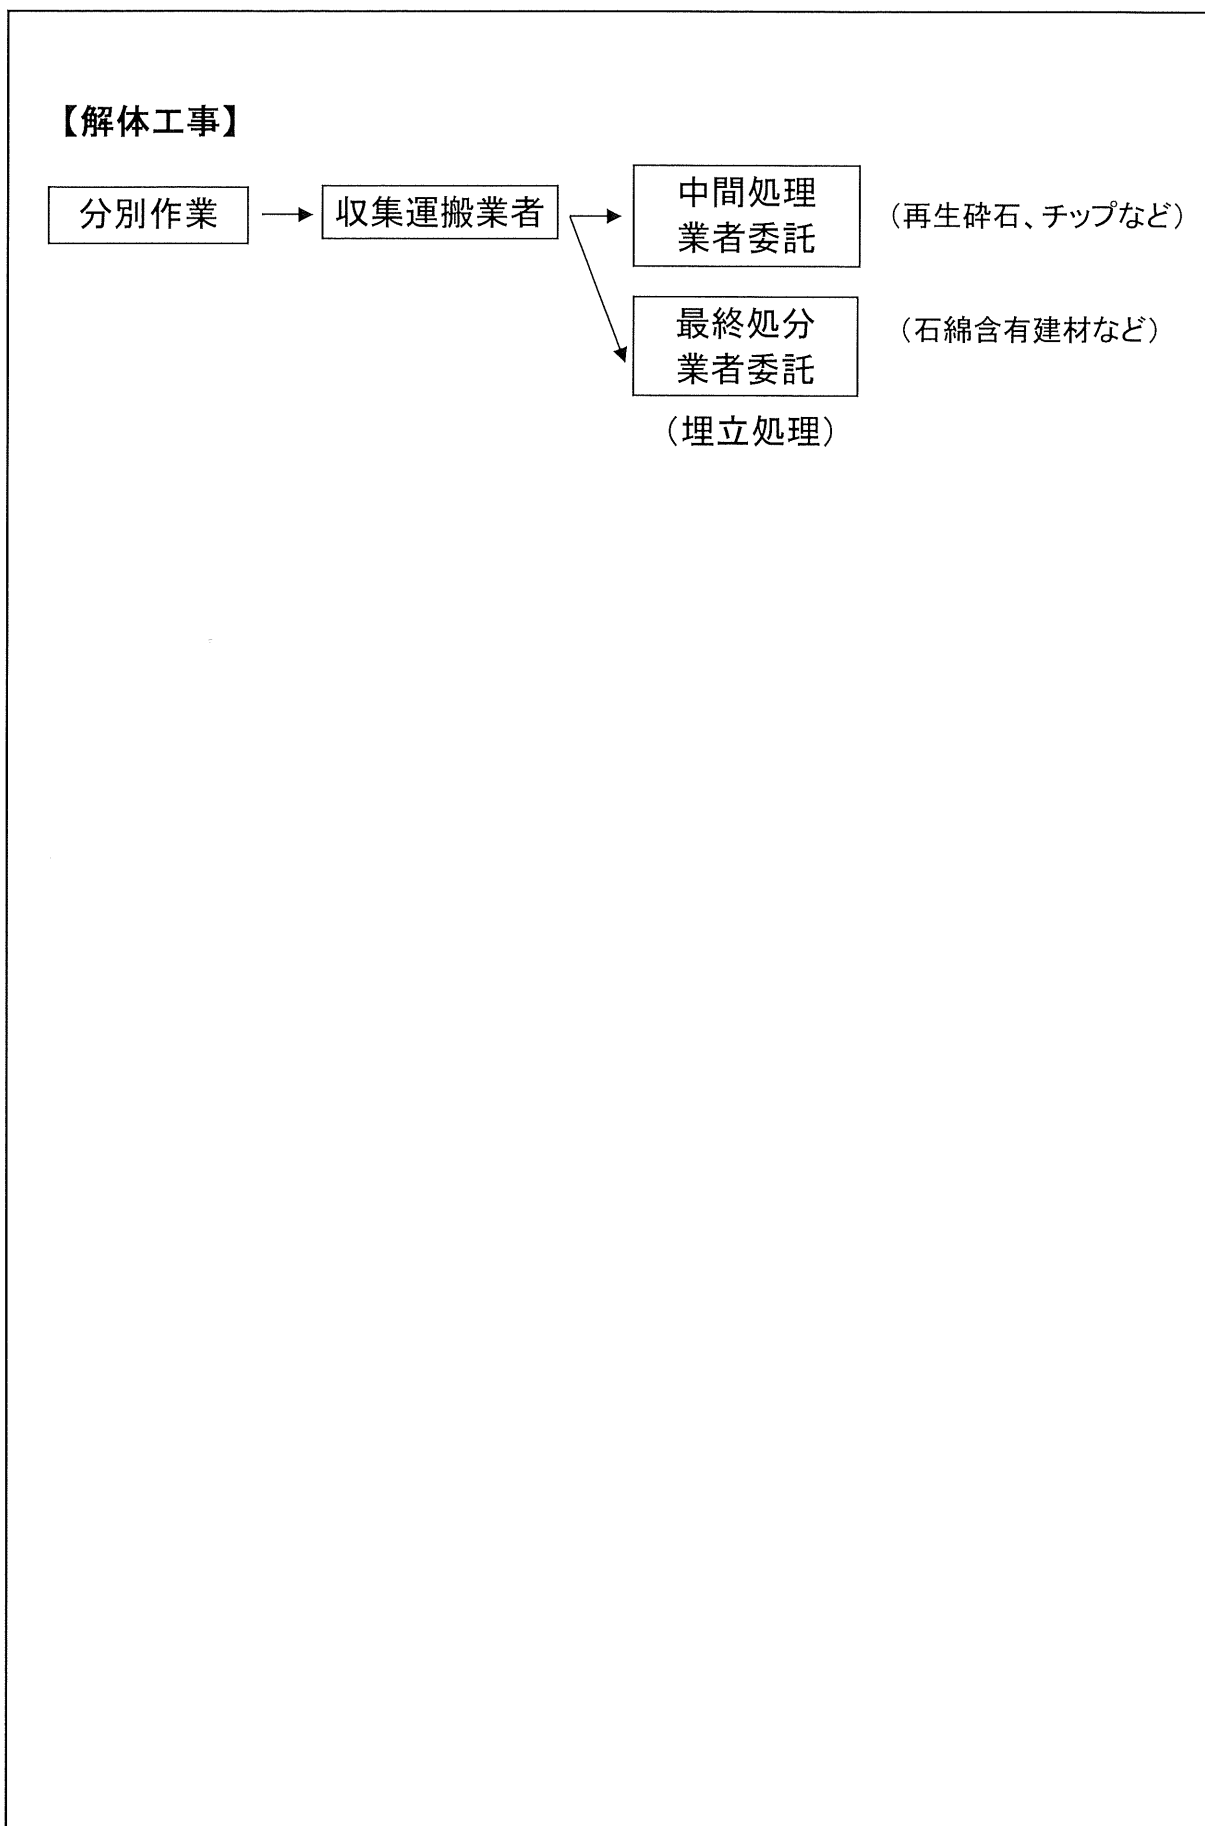 【解体工事】
分別作業
収集運搬業者
中間処理
業者委託
(再生砕石、チップなど)
最終処分
業者委託
(石綿含有建材など)
(埋立処理)